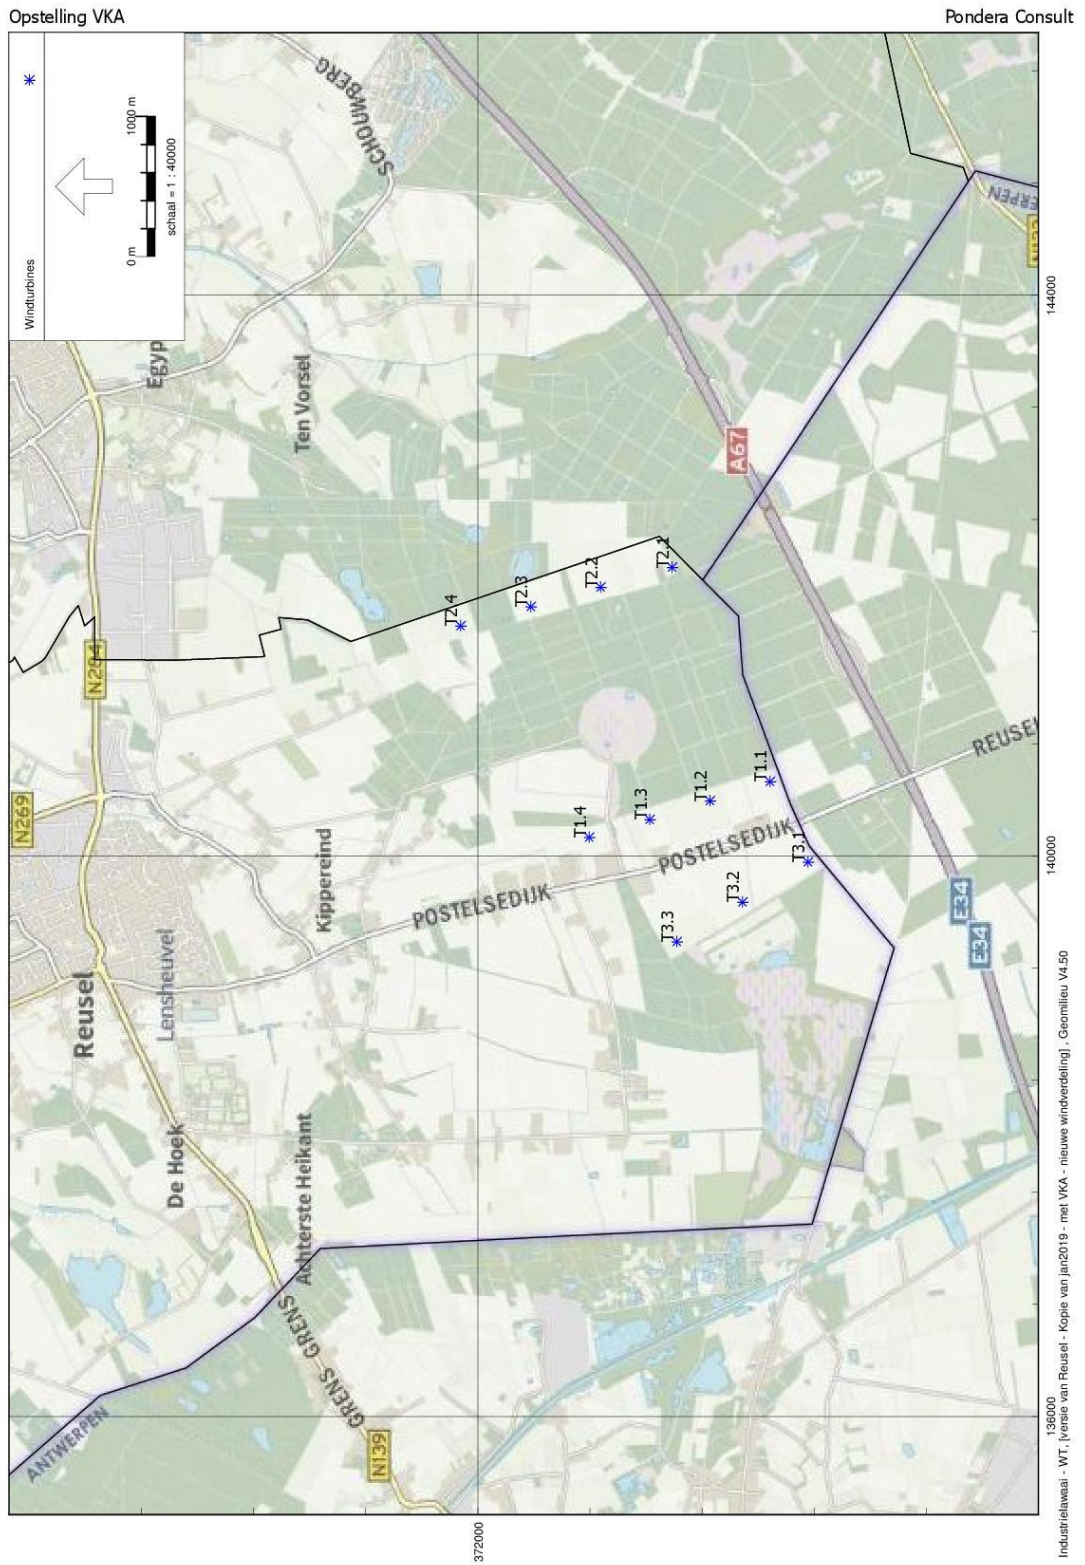 Opstelling VKA
Pondera Consult
Windturbines
0 m
1000 m
schaal = 1 : 40000
SCHOUWBERG
Egyp
Ten Vorsel
N284
N269
Reusel
Lensheuvel
Kippereind
De Hoek
Achterste Heikant
POSTELSEDIJK
POSTELSEDIJK
T2.4
T2.3
T2.2
T2.1
T1.4
T1.3
T1.2
T1.1
T3.3
T3.2
T3.1
A67
REUSEL
E34
E34
ERPEN
GRENS
GRENS
ANTWERPEN
N139
372000
136000
140000
144000
Industrielawaai - WT, [versie van Reusel - Kopie van jan2019 - met VKA - nieuwe windverdeling] , Geomilieu V4.50